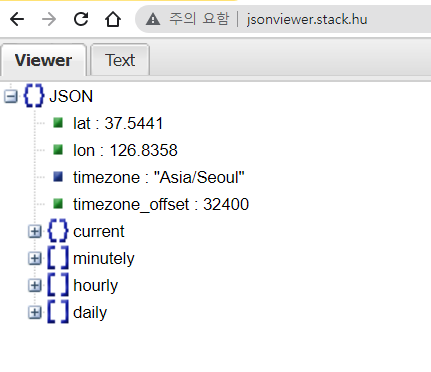 주의 요함 | jsonviewer.stack.hu
Viewer Text
{} JSON
lat : 37.5441
lon : 126.8358
timezone : "Asia/Seoul"
timezone_offset : 32400
{} current
[] minutely
[] hourly
[] daily